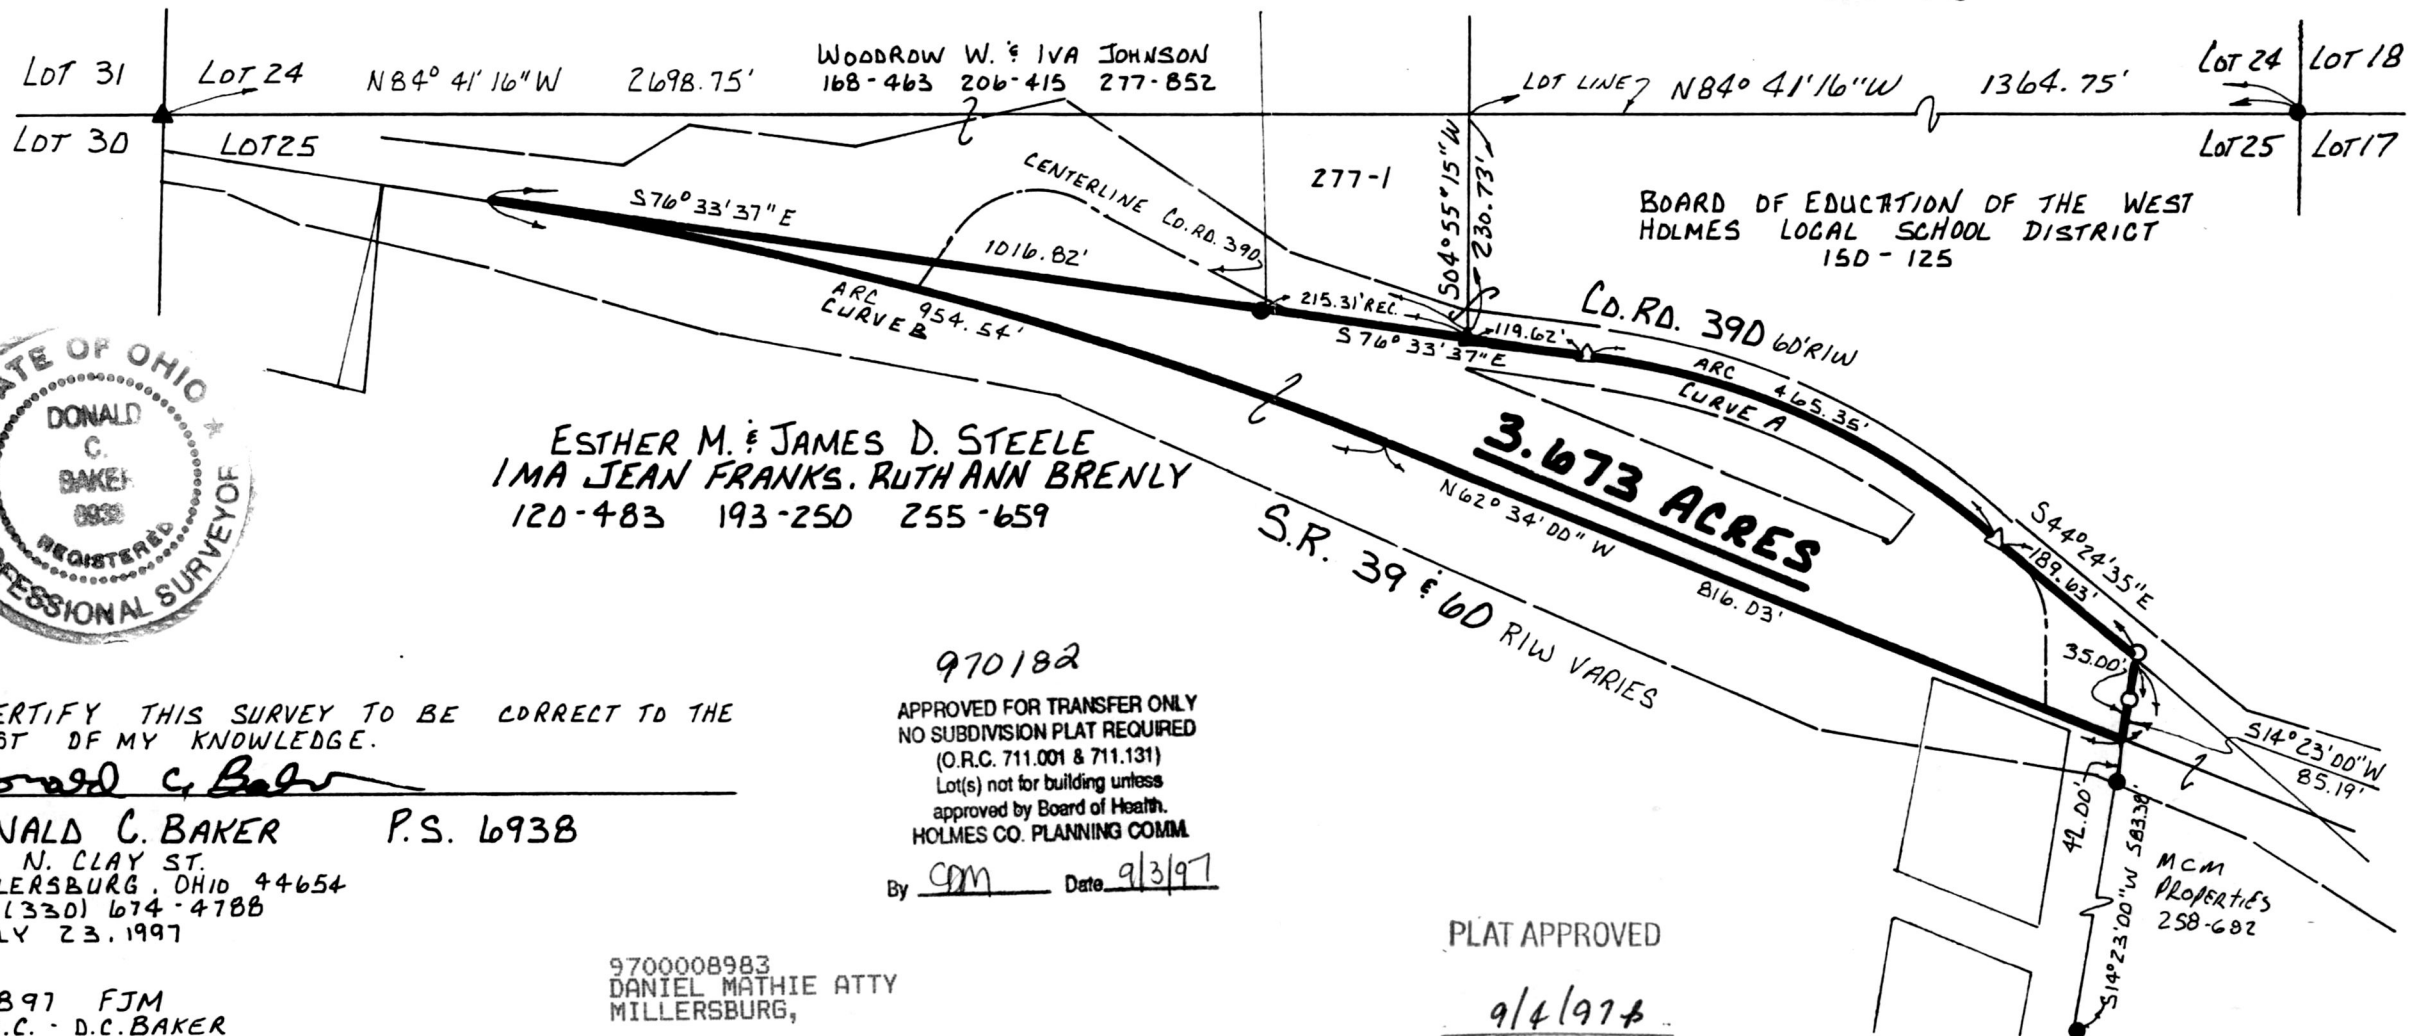 LOT 31
LOT 24
N84° 41' 16" W 2698.75'
WOODROW W. & IVA JOHNSON
168-463 206-415 277-852
LOT LINE
N84° 41' 16" W 1364.75'
LOT 24
LOT 18
LOT 30
LOT 25
LOT 25
LOT 17
S76° 33' 37" E
1016.82'
CENTERLINE CO. RD. 390
277-1
S04° 55' 15" W
230.73'
BOARD OF EDUCATION OF THE WEST
HOLMES LOCAL SCHOOL DISTRICT
150-125
ARC 954.54'
CURVE B
215.31' REC.
S76° 33' 37" E
119.62'
CO. RD. 390 60' R/W
ARC 465.35'
CURVE A
3.673 ACRES
ATE OF OHIO
DONALD
C.
BAKER
REGISTERED
OFESSIONAL SURVEYOR
ESTHER M. & JAMES D. STEELE
IMA JEAN FRANKS, RUTH ANN BRENLY
120-483 193-250 255-659
N62° 34' 00" W
816.03'
S.R. 39 & 60 R/W VARIES
S44° 24' 35" E
189.63'
35.00'
S14° 23' 00" W
85.19'
42.00'
S14° 23' 00" W 583.38'
MCM
PROPERTIES
258-682
ERTIFY THIS SURVEY TO BE CORRECT TO THE
ST OF MY KNOWLEDGE.
onald C. Baker
NALD C. BAKER P.S. 6938
N. CLAY ST.
LERSBURG, OHIO 44654
(330) 674-4788
LY 23, 1997
897 FJM
.C. - D.C. BAKER
970182
APPROVED FOR TRANSFER ONLY
NO SUBDIVISION PLAT REQUIRED
(O.R.C. 711.001 & 711.131)
Lot(s) not for building unless
approved by Board of Health.
HOLMES CO. PLANNING COMM.
By CDM Date 9/3/97
9700008983
DANIEL MATHIE ATTY
MILLERSBURG,
PLAT APPROVED
9/4/97